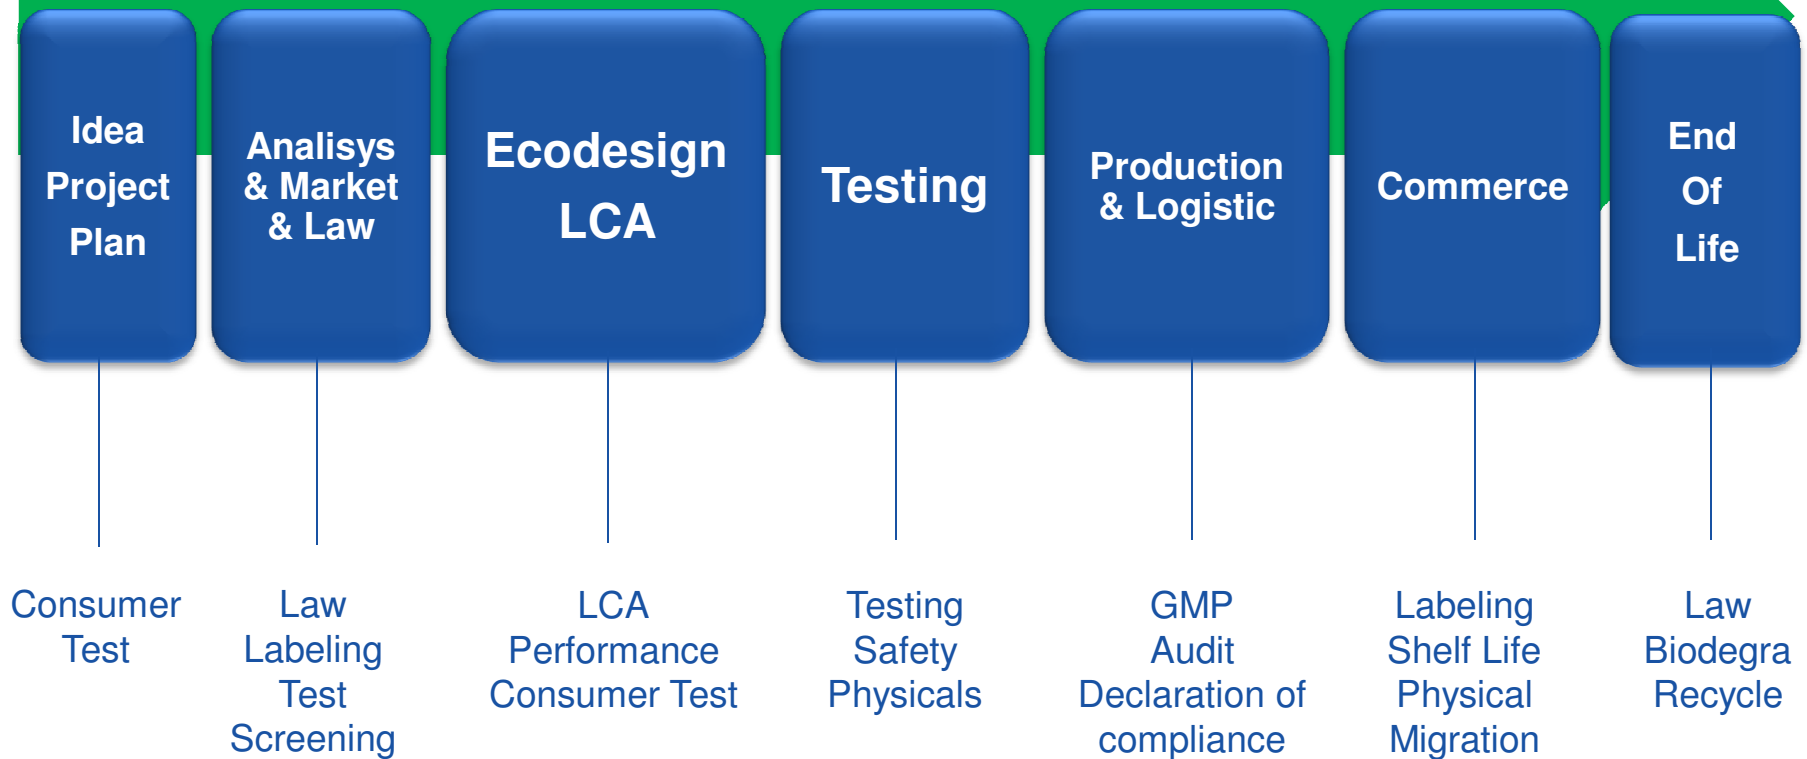 Idea
Project
Plan
Analisys
& Market
& Law
Ecodesign
LCA
Testing
Production
& Logistic
Commerce
End
Of
Life
Consumer
Test
Law
Labeling
Test
Screening
LCA
Performance
Consumer Test
Testing
Safety
Physicals
GMP
Audit
Declaration of
compliance
Labeling
Shelf Life
Physical
Migration
Law
Biodegra
Recycle